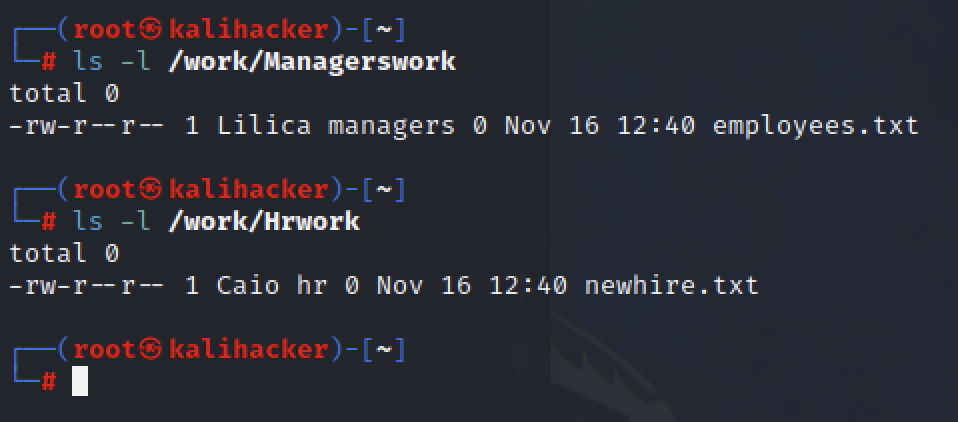 ┌──(root㉿kalihacker)-[~]
└─# ls -l /work/Managerswork
total 0
-rw-r--r-- 1 Lilica managers 0 Nov 16 12:40 employees.txt
┌──(root㉿kalihacker)-[~]
└─# ls -l /work/Hrwork
total 0
-rw-r--r-- 1 Caio hr 0 Nov 16 12:40 newhire.txt
┌──(root㉿kalihacker)-[~]
└─#